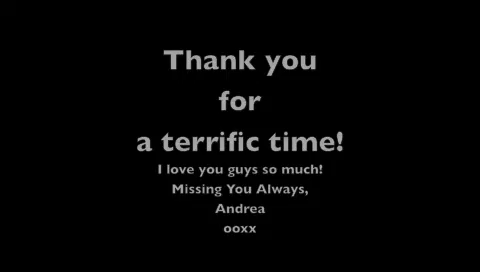 Thank you
for
a terrific time!
I love you guys so much!
Missing You Always,
Andrea
ooxx